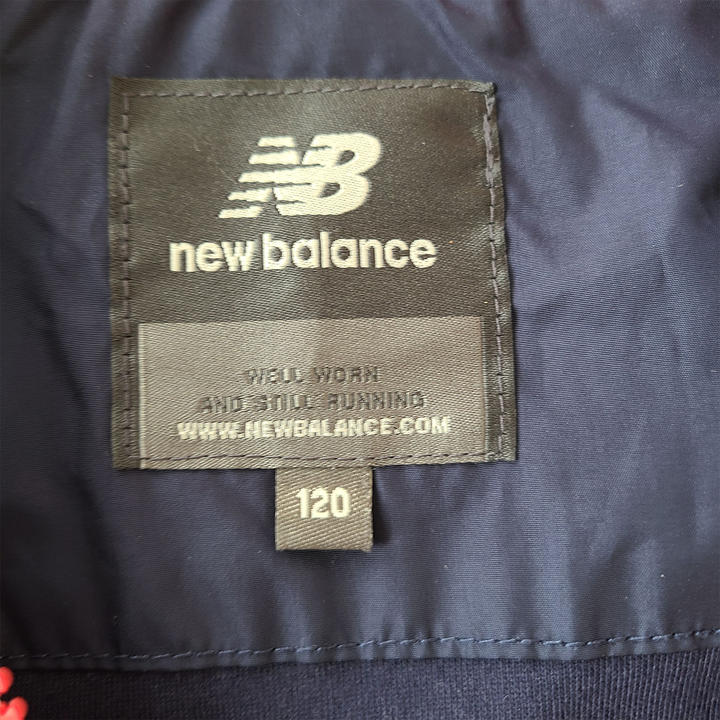 NB
new balance
WELL WORN
AND STILL RUNNING
WWW.NEWBALANCE.COM
120